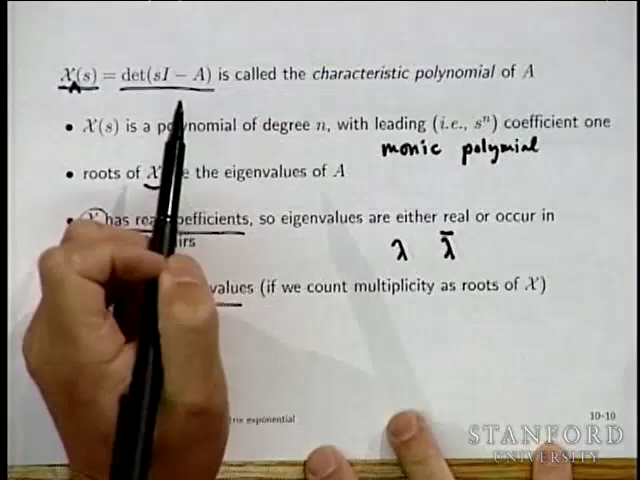 𝒳(s) = det(sI − A) is called the characteristic polynomial of A
• 𝒳(s) is a polynomial of degree n, with leading (i.e., sⁿ) coefficient one
monic polymial
• roots of 𝒳 the eigenvalues of A
• 𝒳 has real coefficients, so eigenvalues are either real or occur in
λ λ̄
values (if we count multiplicity as roots of 𝒳)
exponential
10–10
STANFORD
UNIVERSITY